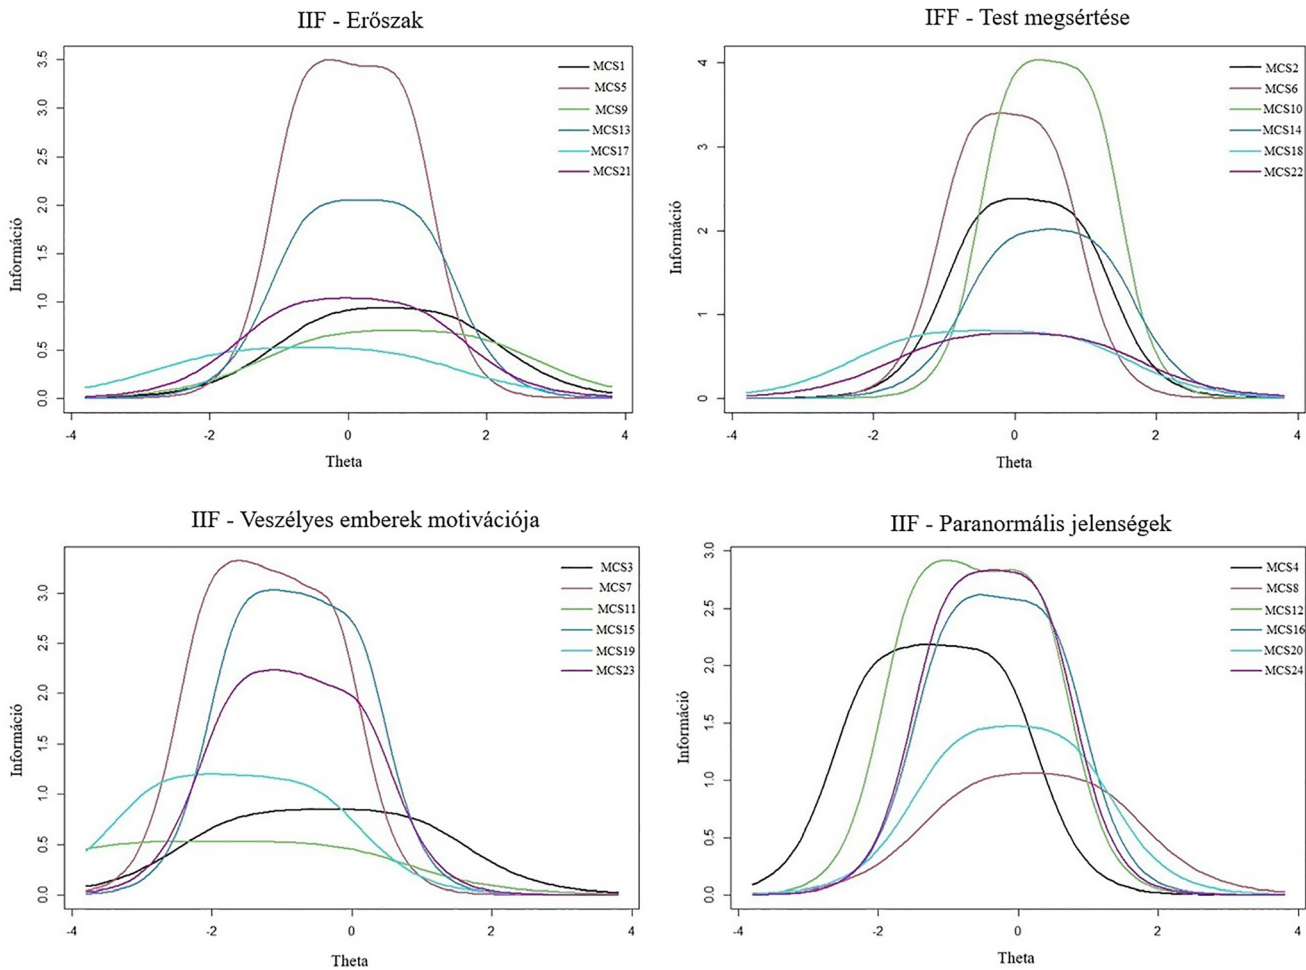 IIF - Erőszak
Információ
3.5
3.0
2.5
2.0
1.5
1.0
0.5
0.0
MCS1
MCS5
MCS9
MCS13
MCS17
MCS21
-4 -2 0 2 4
Theta
IFF - Test megsértése
Információ
4
3
2
1
0
MCS2
MCS6
MCS10
MCS14
MCS18
MCS22
-4 -2 0 2 4
Theta
IIF - Veszélyes emberek motivációja
Információ
3.0
2.5
2.0
1.5
1.0
0.5
0.0
MCS3
MCS7
MCS11
MCS15
MCS19
MCS23
-4 -2 0 2 4
Theta
IIF - Paranormális jelenségek
Információ
3.0
2.5
2.0
1.5
1.0
0.5
0.0
MCS4
MCS8
MCS12
MCS16
MCS20
MCS24
-4 -2 0 2 4
Theta